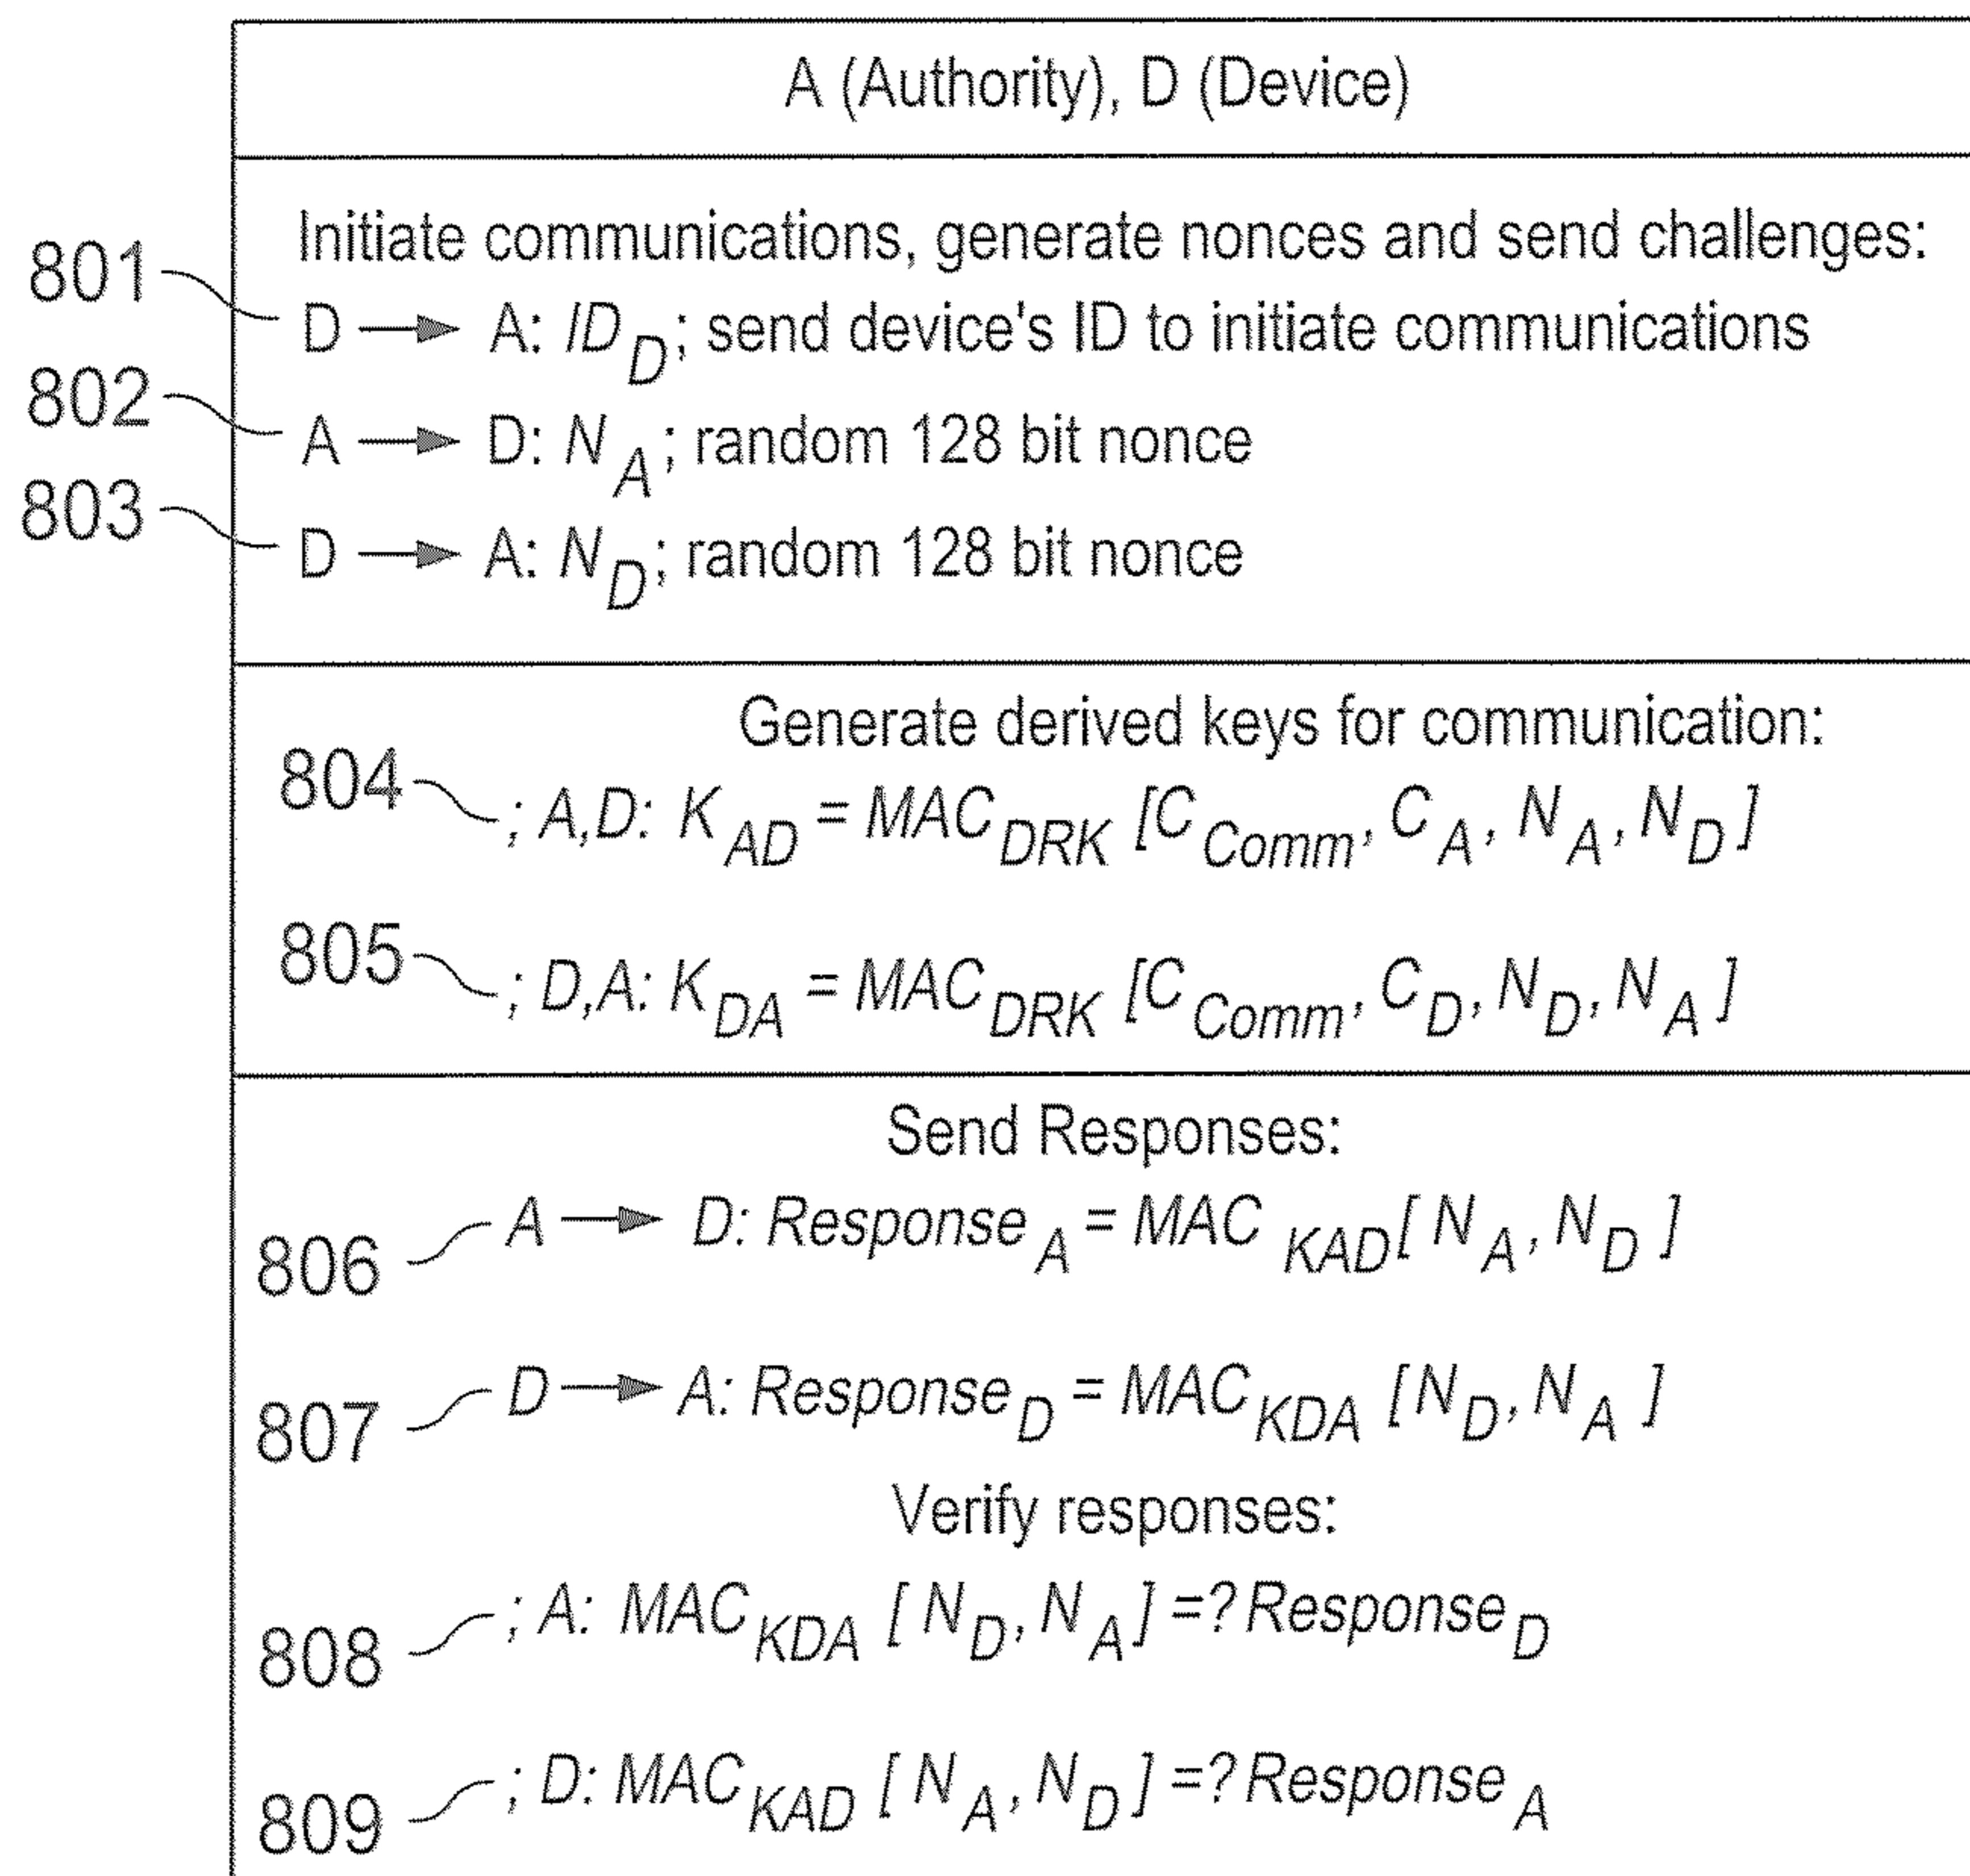 A (Authority), D (Device)
Initiate communications, generate nonces and send challenges:
801 D → A: ID_D; send device's ID to initiate communications
802 A → D: N_A; random 128 bit nonce
803 D → A: N_D; random 128 bit nonce
Generate derived keys for communication:
804 ; A,D: K_AD = MAC_DRK [C_Comm, C_A, N_A, N_D]
805 ; D,A: K_DA = MAC_DRK [C_Comm, C_D, N_D, N_A]
Send Responses:
806 A → D: Response_A = MAC_KAD [N_A, N_D]
807 D → A: Response_D = MAC_KDA [N_D, N_A]
Verify responses:
808 ; A: MAC_KDA [N_D, N_A] =? Response_D
809 ; D: MAC_KAD [N_A, N_D] =? Response_A